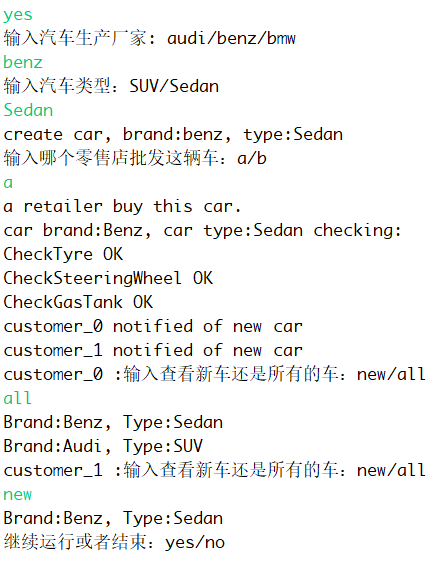 yes
输入汽车生产厂家: audi/benz/bmw
benz
输入汽车类型：SUV/Sedan
Sedan
create car, brand:benz, type:Sedan
输入哪个零售店批发这辆车：a/b
a
a retailer buy this car.
car brand:Benz, car type:Sedan checking:
CheckTyre OK
CheckSteeringWheel OK
CheckGasTank OK
customer_0 notified of new car
customer_1 notified of new car
customer_0 :输入查看新车还是所有的车：new/all
all
Brand:Benz, Type:Sedan
Brand:Audi, Type:SUV
customer_1 :输入查看新车还是所有的车：new/all
new
Brand:Benz, Type:Sedan
继续运行或者结束：yes/no